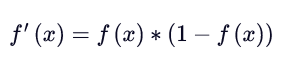 f′(x) = f(x) * (1 − f(x))